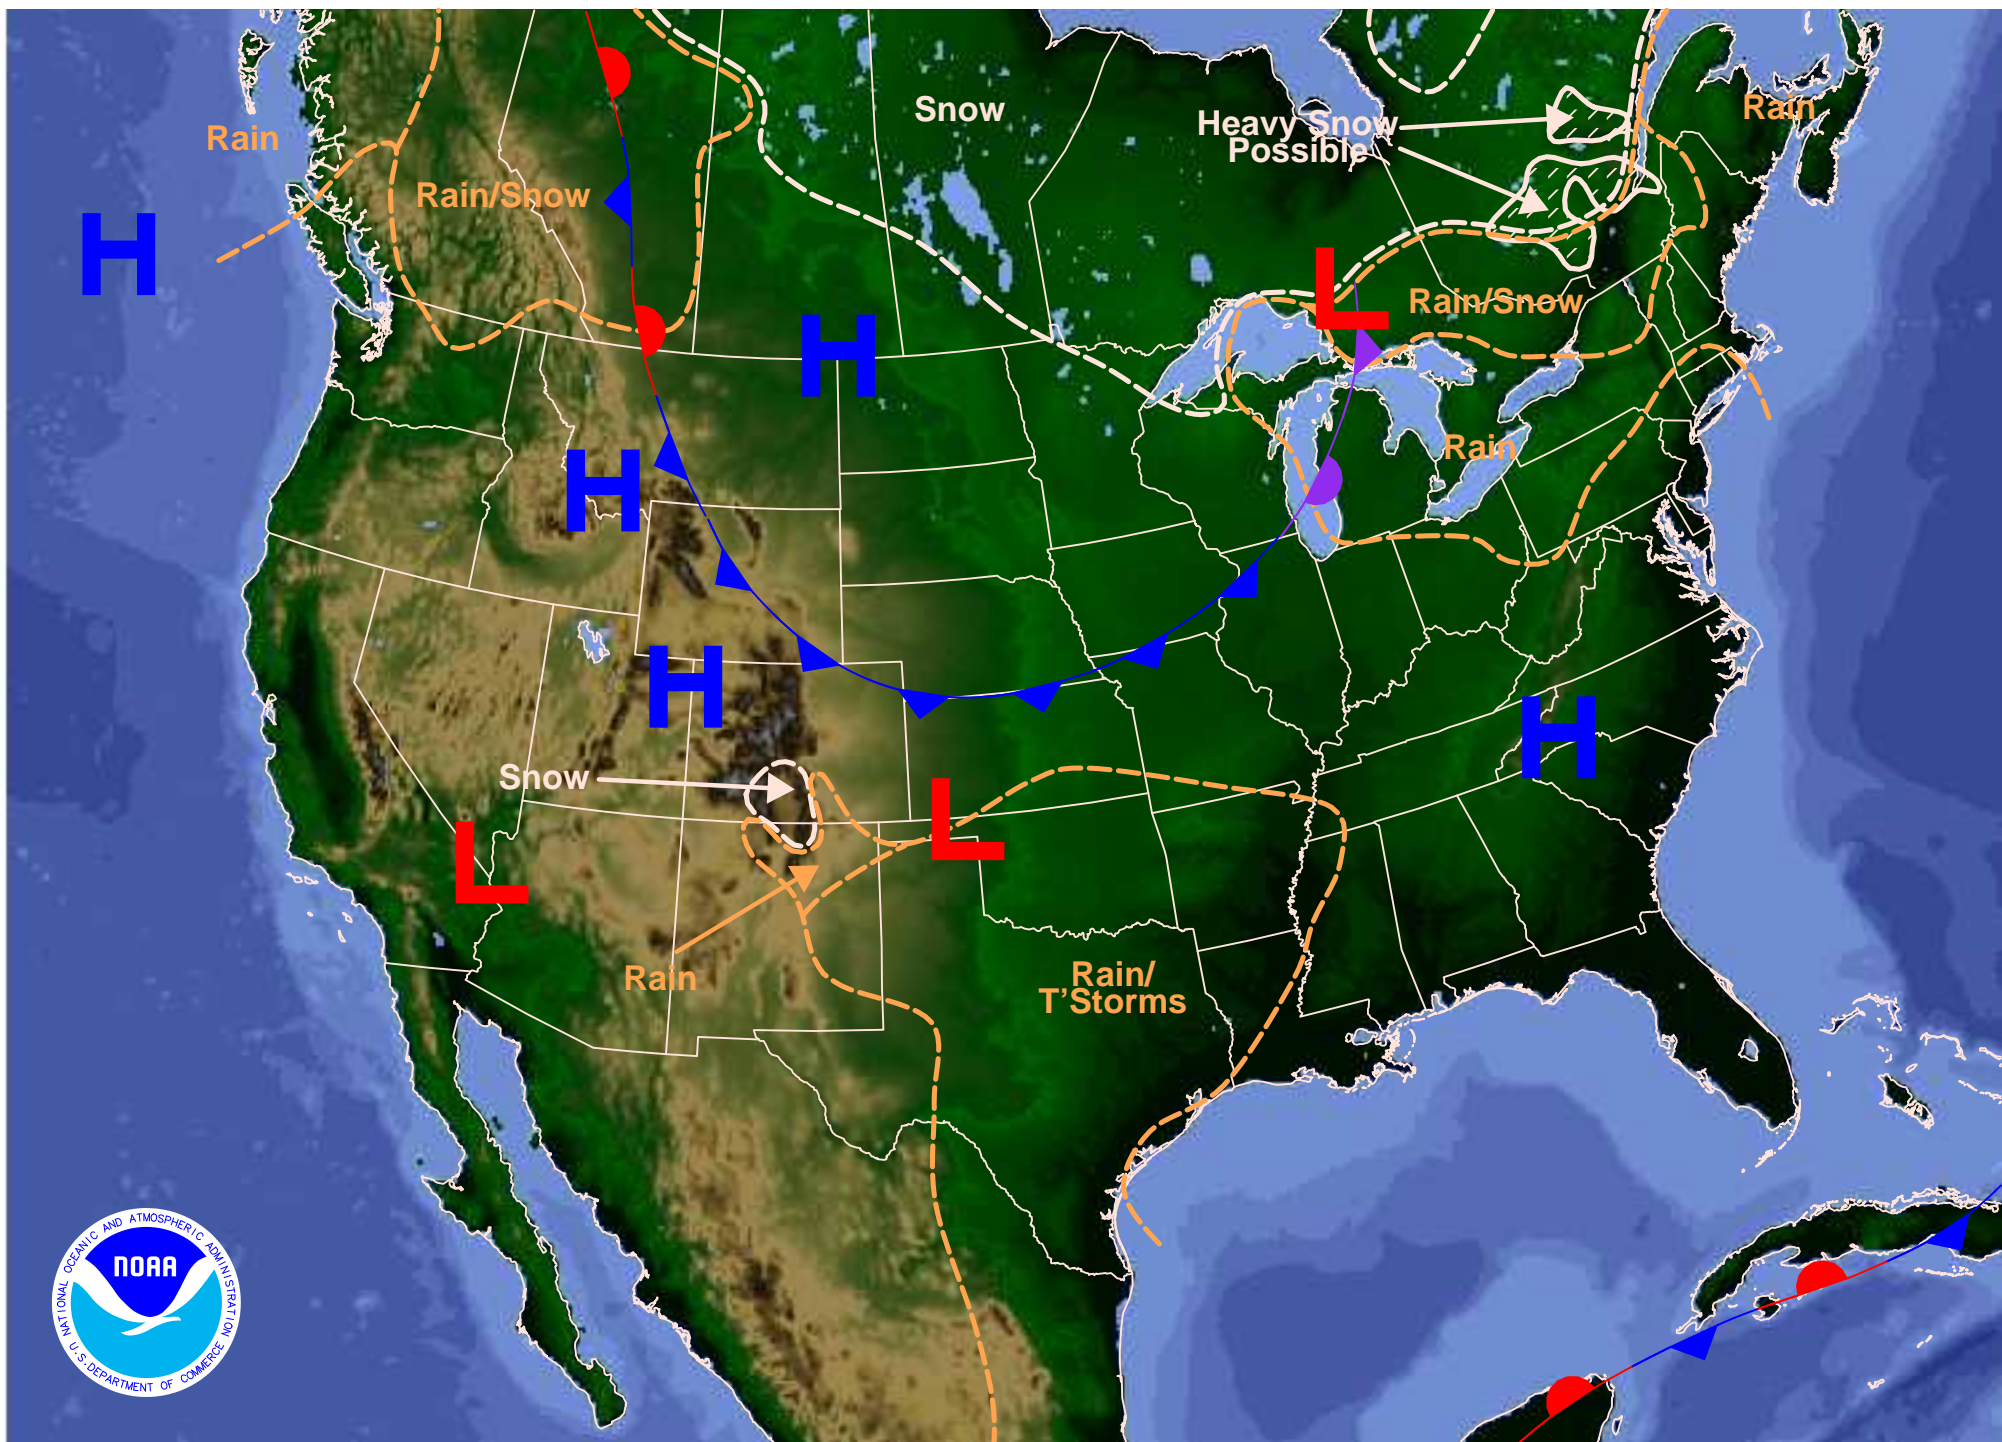 Snow
Heavy Snow
Possible
Rain
Rain
Rain/Snow
H
H
L
Rain/Snow
H
Rain
H
H
H
Snow
L
L
Rain
Rain/
T'Storms
NATIONAL OCEANIC AND ATMOSPHERIC ADMINISTRATION
NOAA
U.S. DEPARTMENT OF COMMERCE